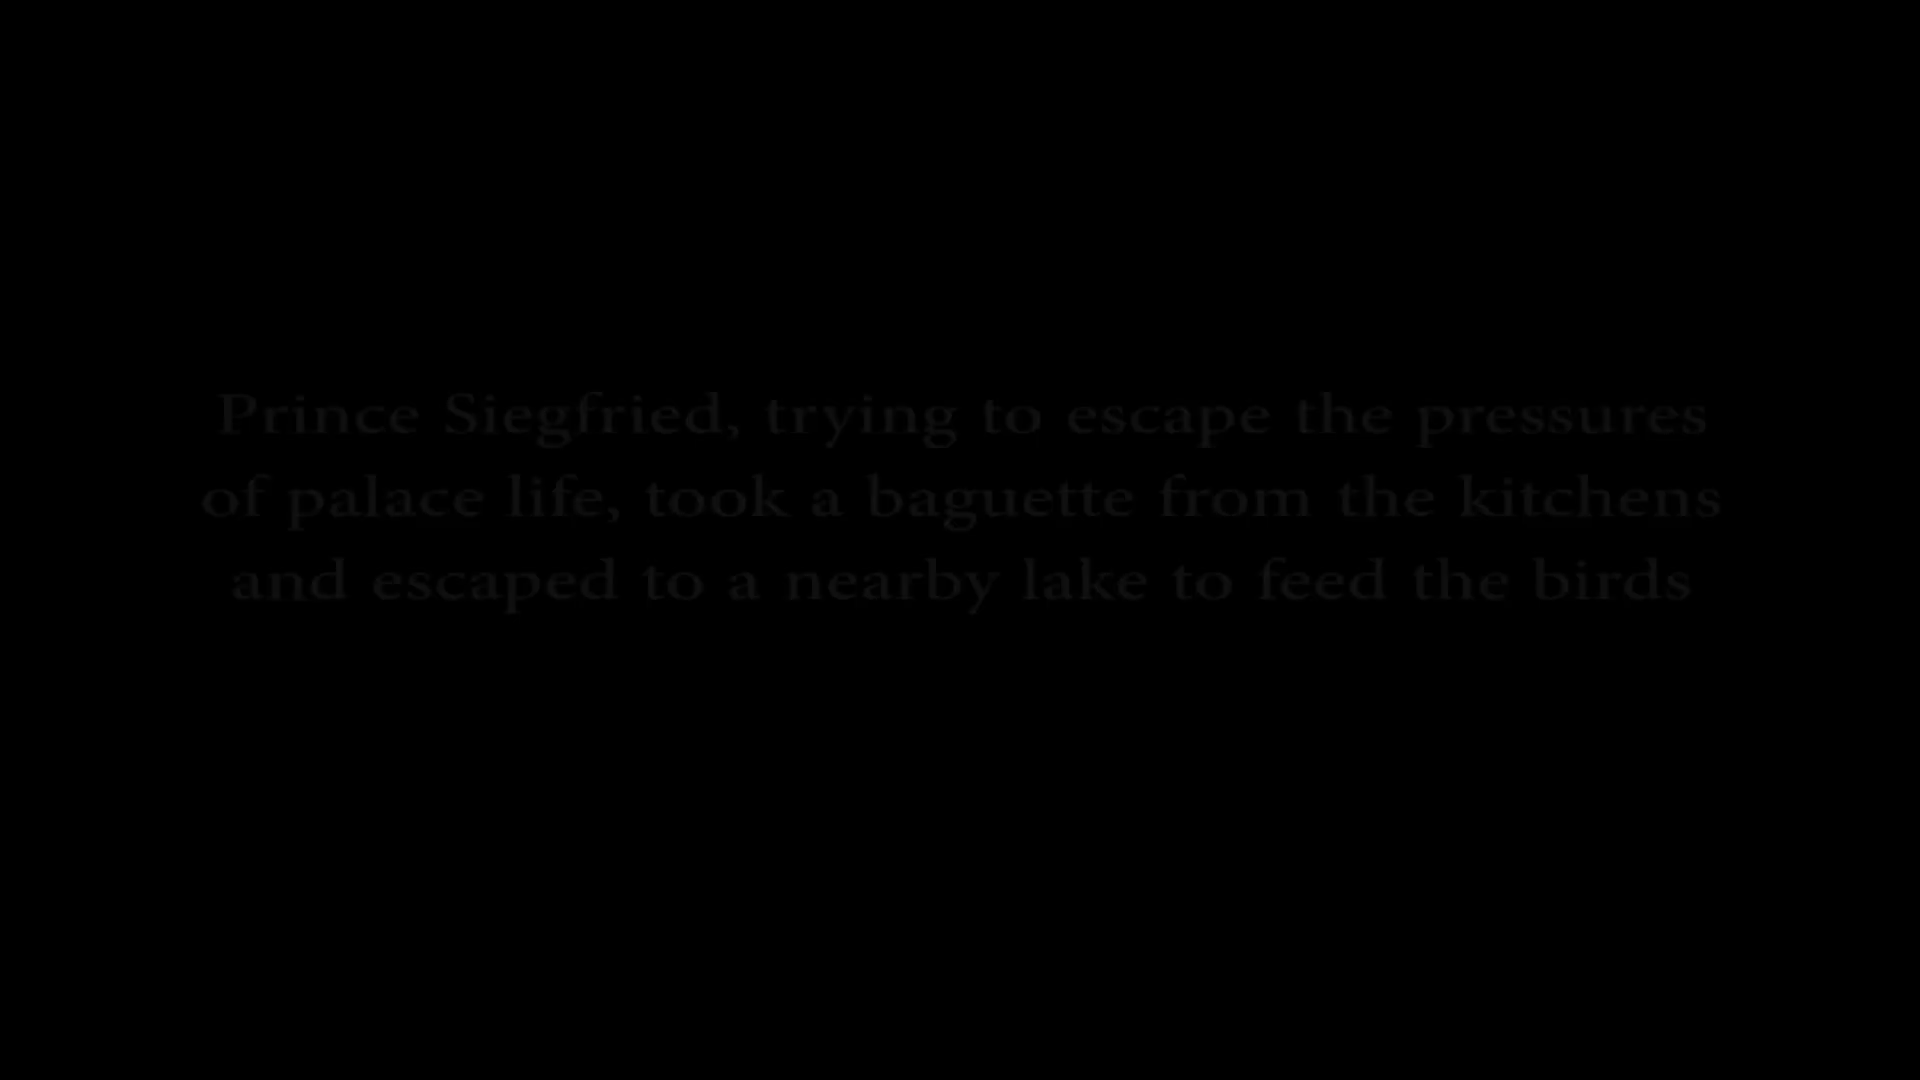 Prince Siegfried, trying to escape the pressures
of palace life, took a baguette from the kitchens
and escaped to a nearby lake to feed the birds